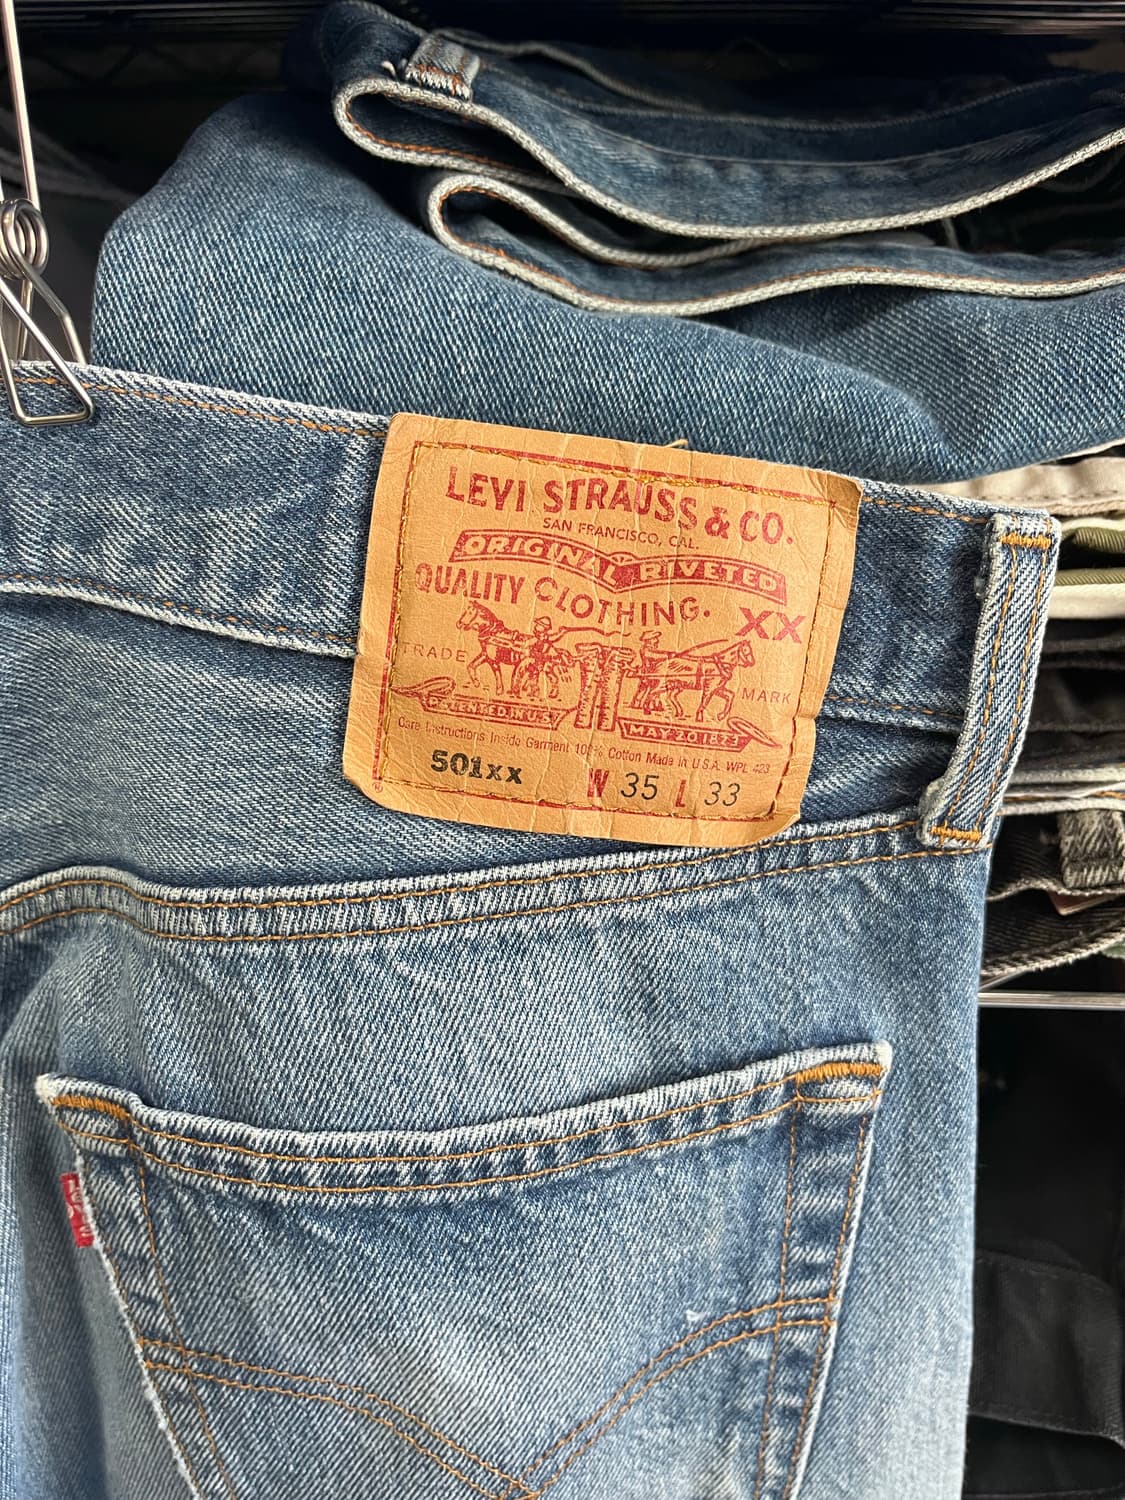 LEVI STRAUSS & CO.
SAN FRANCISCO, CAL.
ORIGINAL RIVETED
QUALITY CLOTHING.
XX
TRADE MARK
PATENTED IN U.S.
MAY 20 1873
Care Instructions Inside Garment 100% Cotton Made in U.S.A. WPL 423
501xx W 35 L 33
®